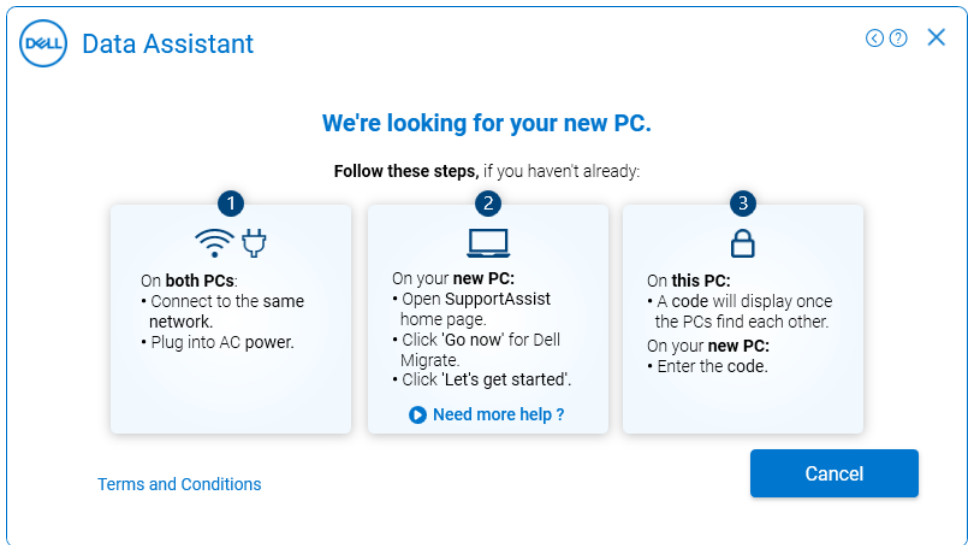 DELL
Data Assistant
We're looking for your new PC.
Follow these steps, if you haven't already:
1
On both PCs:
• Connect to the same
network.
• Plug into AC power.
2
On your new PC:
• Open SupportAssist
home page.
• Click 'Go now' for Dell
Migrate.
• Click 'Let's get started'.
Need more help ?
3
On this PC:
• A code will display once
the PCs find each other.
On your new PC:
• Enter the code.
Terms and Conditions
Cancel